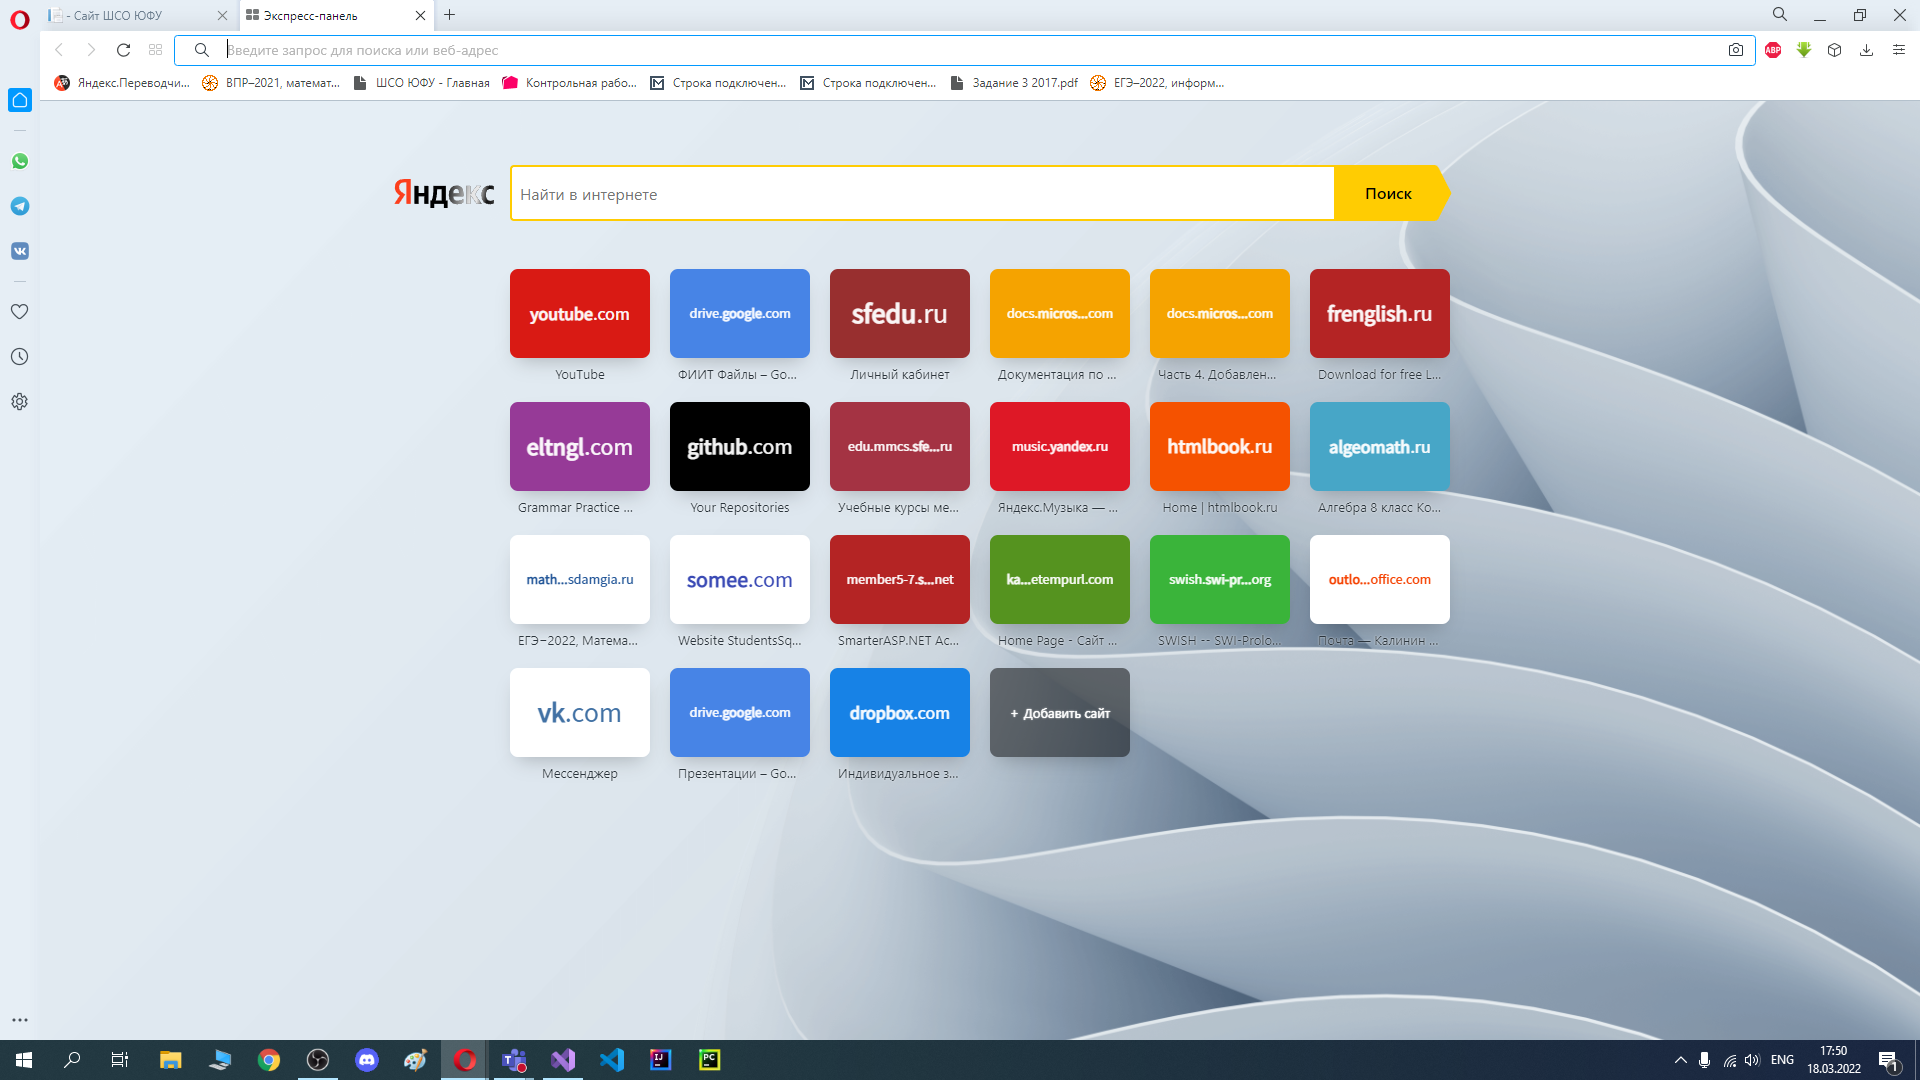 - Сайт ШСО ЮФУ
Экспресс-панель
Введите запрос для поиска или веб-адрес
ABP
Яндекс.Переводчи...
ВПР–2021, математ...
ШСО ЮФУ - Главная
Контрольная рабо...
Строка подключен...
Строка подключен...
Задание 3 2017.pdf
ЕГЭ–2022, информ...
Яндекс
Найти в интернете
Поиск
youtube.com
drive.google.com
sfedu.ru
docs.micros...com
docs.micros...com
frenglish.ru
YouTube
ФИИТ Файлы – Go...
Личный кабинет
Документация по ...
Часть 4. Добавлен...
Download for free L...
eltngl.com
github.com
edu.mmcs.sfe...ru
music.yandex.ru
htmlbook.ru
algeomath.ru
Grammar Practice ...
Your Repositories
Учебные курсы ме...
Яндекс.Музыка — ...
Home | htmlbook.ru
Алгебра 8 класс Ко...
math...sdamgia.ru
somee.com
member5-7.s...net
ka...etempurl.com
swish.swi-pr...org
outlo...office.com
ЕГЭ–2022, Матема...
Website StudentsSq...
SmarterASP.NET Ac...
Home Page - Сайт ...
SWISH -- SWI-Prolo...
Почта — Калинин ...
vk.com
drive.google.com
dropbox.com
+ Добавить сайт
Мессенджер
Презентации – Go...
Индивидуальное з...
ENG
17:50
18.03.2022
1